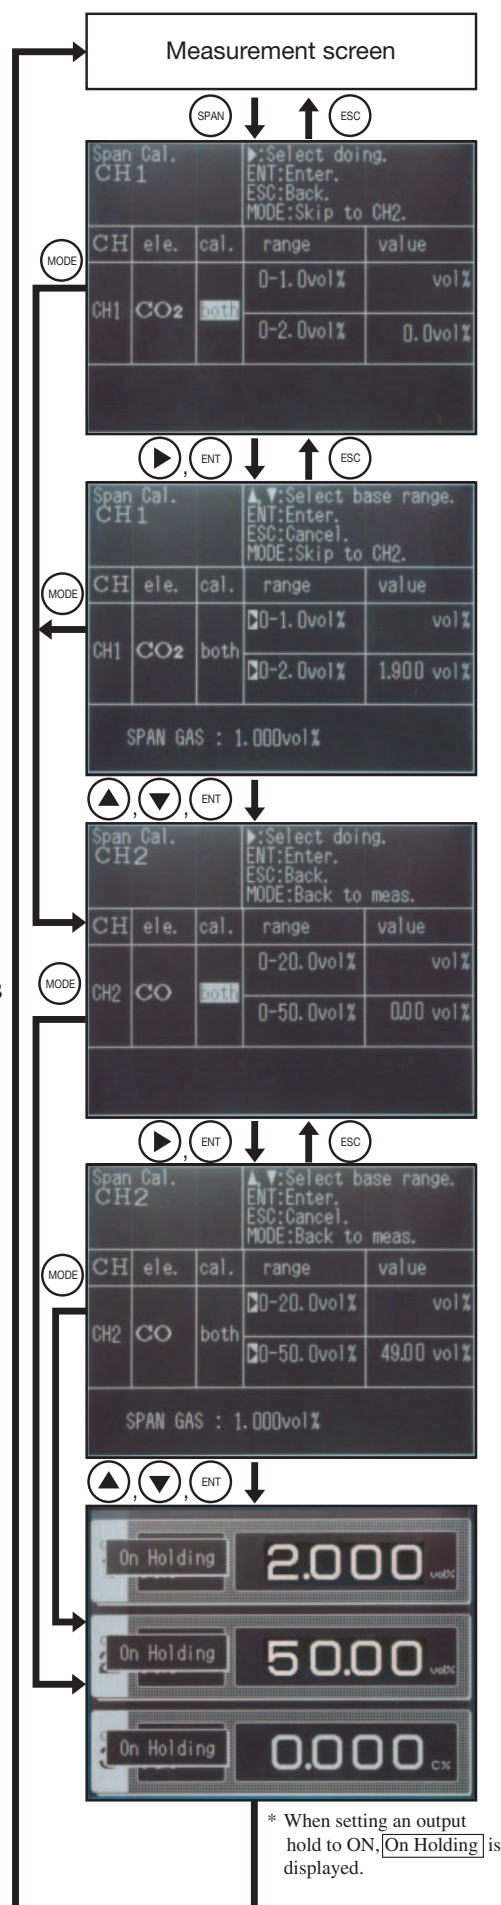 Measurement screen
SPAN
ESC
Span Cal.
CH1
▶:Select doing.
ENT:Enter.
ESC:Back.
MODE:Skip to CH2.
MODE
CH ele. cal. range value
CH1 CO2 both
0-1.0vol% vol%
0-2.0vol% 0.0vol%
▶, ENT
ESC
Span Cal.
CH1
▲,▼:Select base range.
ENT:Enter.
ESC:Cancel.
MODE:Skip to CH2.
MODE
CH ele. cal. range value
CH1 CO2 both
▶0-1.0vol% vol%
▶0-2.0vol% 1.900 vol%
SPAN GAS : 1.000vol%
▲, ▼, ENT
Span Cal.
CH2
▶:Select doing.
ENT:Enter.
ESC:Back.
MODE:Back to meas.
CH ele. cal. range value
MODE
CH2 CO both
0-20.0vol% vol%
0-50.0vol% 0.00 vol%
▶, ENT
ESC
Span Cal.
CH2
▲,▼:Select base range.
ENT:Enter.
ESC:Cancel.
MODE:Back to meas.
MODE
CH ele. cal. range value
CH2 CO both
▶0-20.0vol% vol%
▶0-50.0vol% 49.00 vol%
SPAN GAS : 1.000vol%
▲, ▼, ENT
On Holding 2.000 vol%
On Holding 50.00 vol%
On Holding 0.000 C%
* When setting an output
hold to ON, On Holding is
displayed.